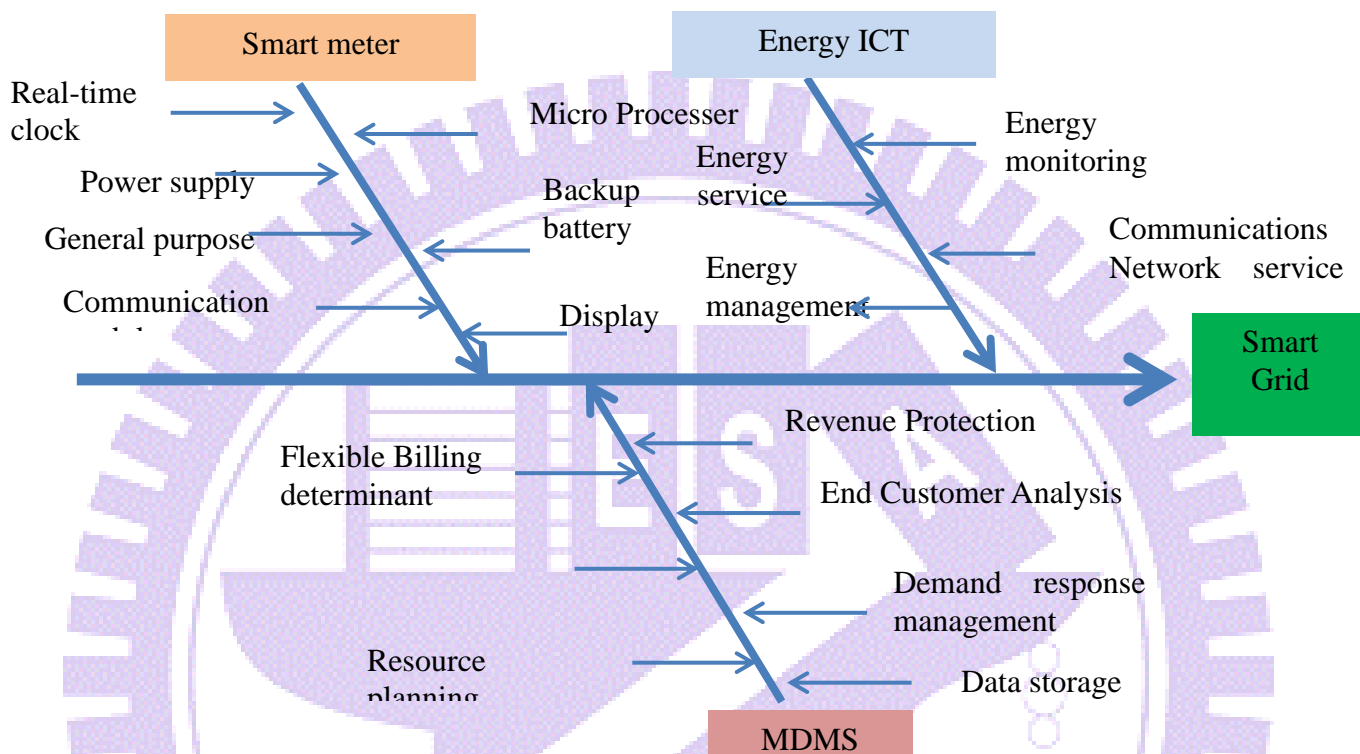 Smart meter
Energy ICT
Real-time
clock
Micro Processer
Energy
monitoring
Power supply
Energy
service
Backup
battery
General purpose
Communications
Network service
Energy
management
Communication
Display
Smart
Grid
Revenue Protection
Flexible Billing
determinant
End Customer Analysis
Demand response
management
Resource
planning
Data storage
MDMS
E S A